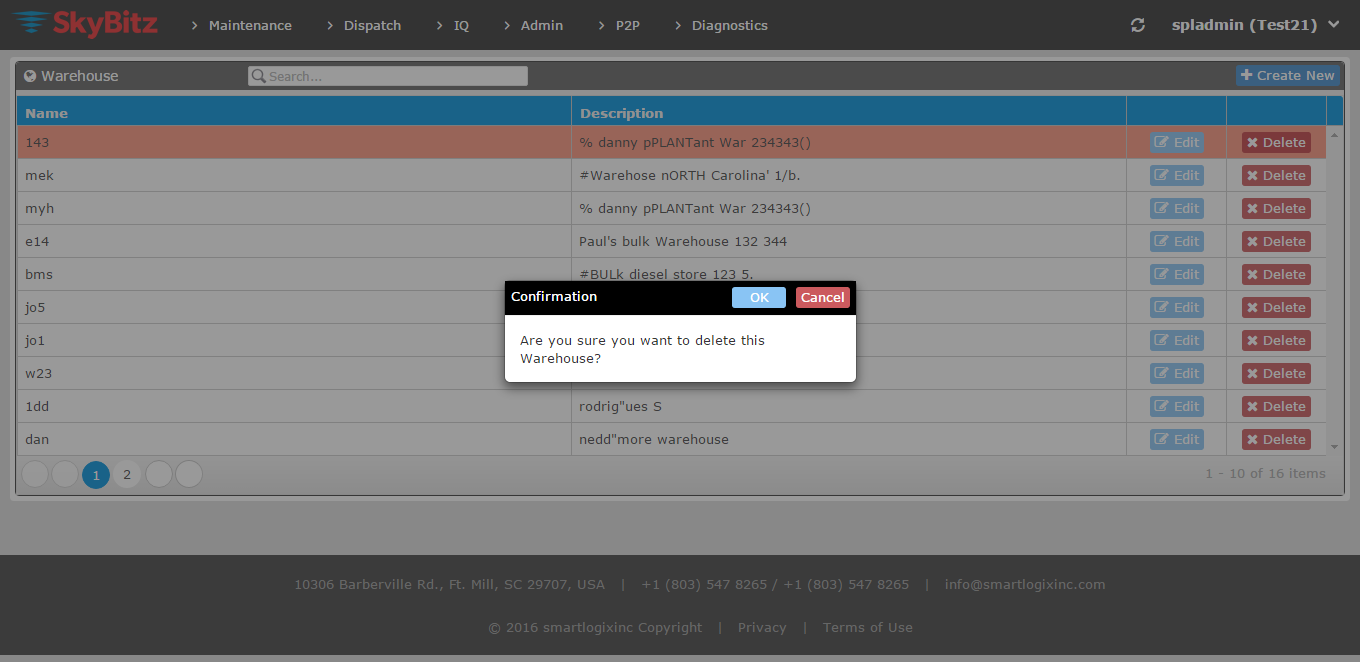 SkyBitz Maintenance Dispatch IQ Admin P2P Diagnostics spladmin (Test21)
Warehouse Search... Create New
Name Description
143 % danny pPLANTant War 234343() Edit Delete
mek #Warehose nORTH Carolina' 1/b. Edit Delete
myh % danny pPLANTant War 234343() Edit Delete
e14 Paul's bulk Warehouse 132 344 Edit Delete
bms #BULk diesel store 123 5. Edit Delete
jo5 Edit Delete
jo1 Edit Delete
w23 Edit Delete
1dd rodrig"ues S Edit Delete
dan nedd"more warehouse Edit Delete
1 2 1 - 10 of 16 items
Confirmation OK Cancel
Are you sure you want to delete this
Warehouse?
10306 Barberville Rd., Ft. Mill, SC 29707, USA | +1 (803) 547 8265 / +1 (803) 547 8265 | info@smartlogixinc.com
© 2016 smartlogixinc Copyright | Privacy | Terms of Use